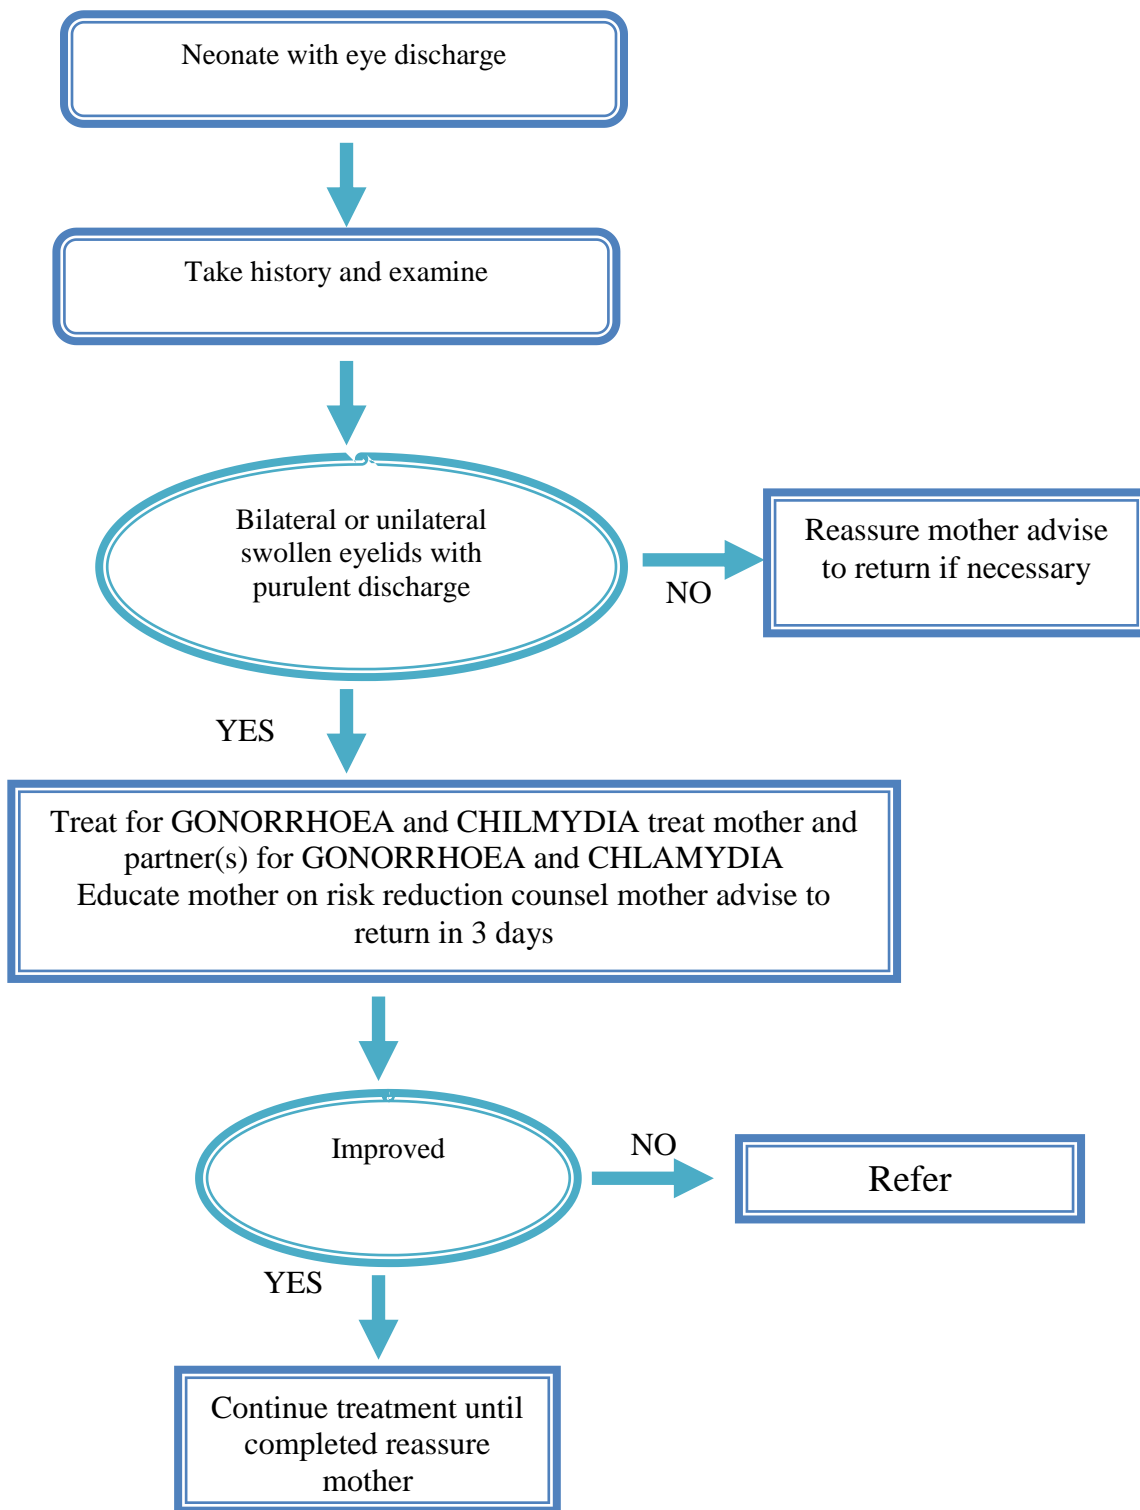 Neonate with eye discharge
Take history and examine
Bilateral or unilateral
swollen eyelids with
purulent discharge
NO
Reassure mother advise
to return if necessary
YES
Treat for GONORRHOEA and CHILMYDIA treat mother and
partner(s) for GONORRHOEA and CHLAMYDIA
Educate mother on risk reduction counsel mother advise to
return in 3 days
Improved
NO
Refer
YES
Continue treatment until
completed reassure
mother